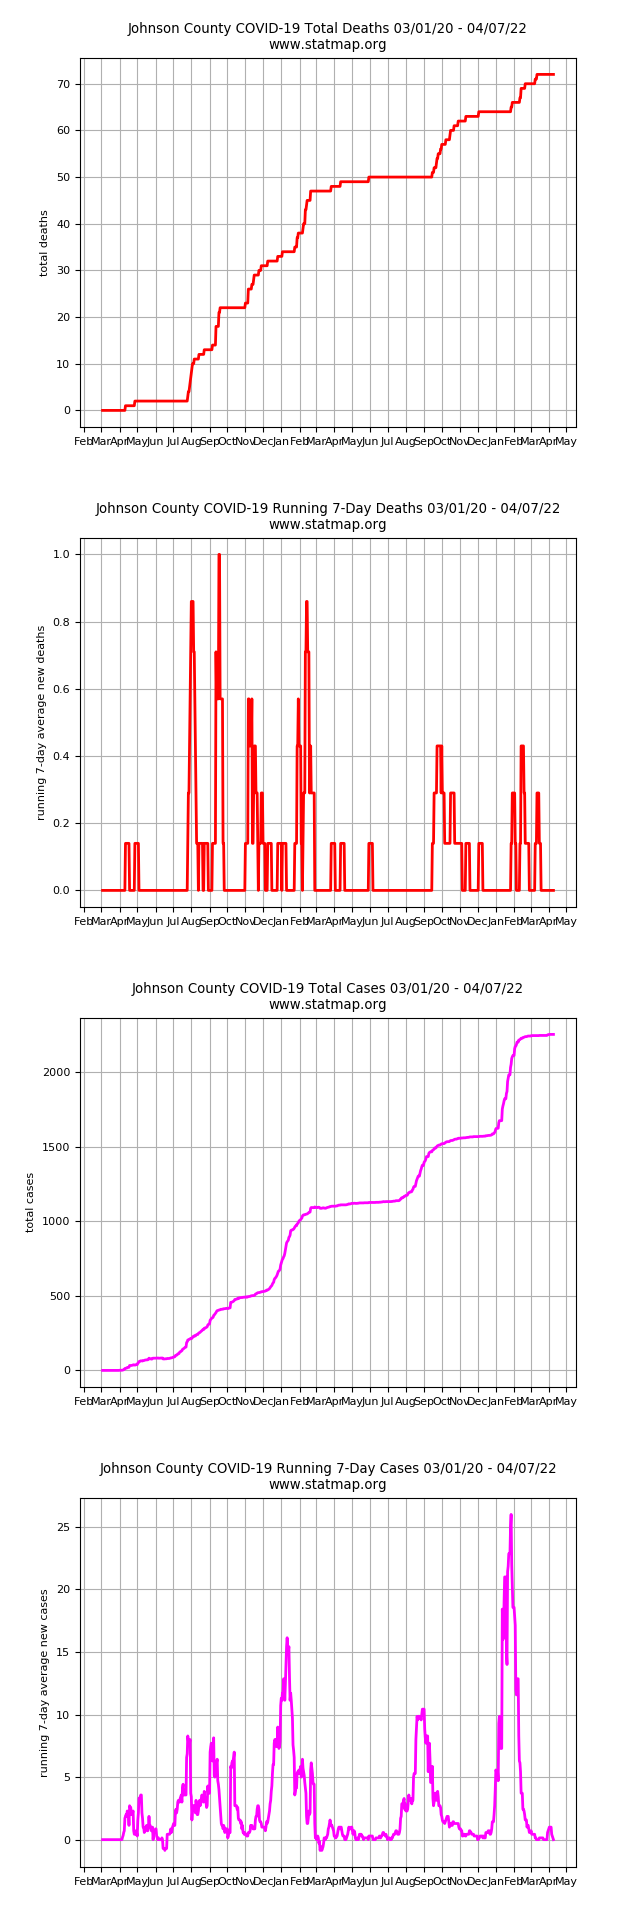 Johnson County COVID-19 Total Deaths 03/01/20 - 04/07/22
www.statmap.org
total deaths
70
60
50
40
30
20
10
0
Feb Mar Apr May Jun Jul Aug Sep Oct Nov Dec Jan Feb Mar Apr May Jun Jul Aug Sep Oct Nov Dec Jan Feb Mar Apr May
Johnson County COVID-19 Running 7-Day Deaths 03/01/20 - 04/07/22
www.statmap.org
running 7-day average new deaths
1.0
0.8
0.6
0.4
0.2
0.0
Feb Mar Apr May Jun Jul Aug Sep Oct Nov Dec Jan Feb Mar Apr May Jun Jul Aug Sep Oct Nov Dec Jan Feb Mar Apr May
Johnson County COVID-19 Total Cases 03/01/20 - 04/07/22
www.statmap.org
total cases
2000
1500
1000
500
0
Feb Mar Apr May Jun Jul Aug Sep Oct Nov Dec Jan Feb Mar Apr May Jun Jul Aug Sep Oct Nov Dec Jan Feb Mar Apr May
Johnson County COVID-19 Running 7-Day Cases 03/01/20 - 04/07/22
www.statmap.org
running 7-day average new cases
25
20
15
10
5
0
Feb Mar Apr May Jun Jul Aug Sep Oct Nov Dec Jan Feb Mar Apr May Jun Jul Aug Sep Oct Nov Dec Jan Feb Mar Apr May